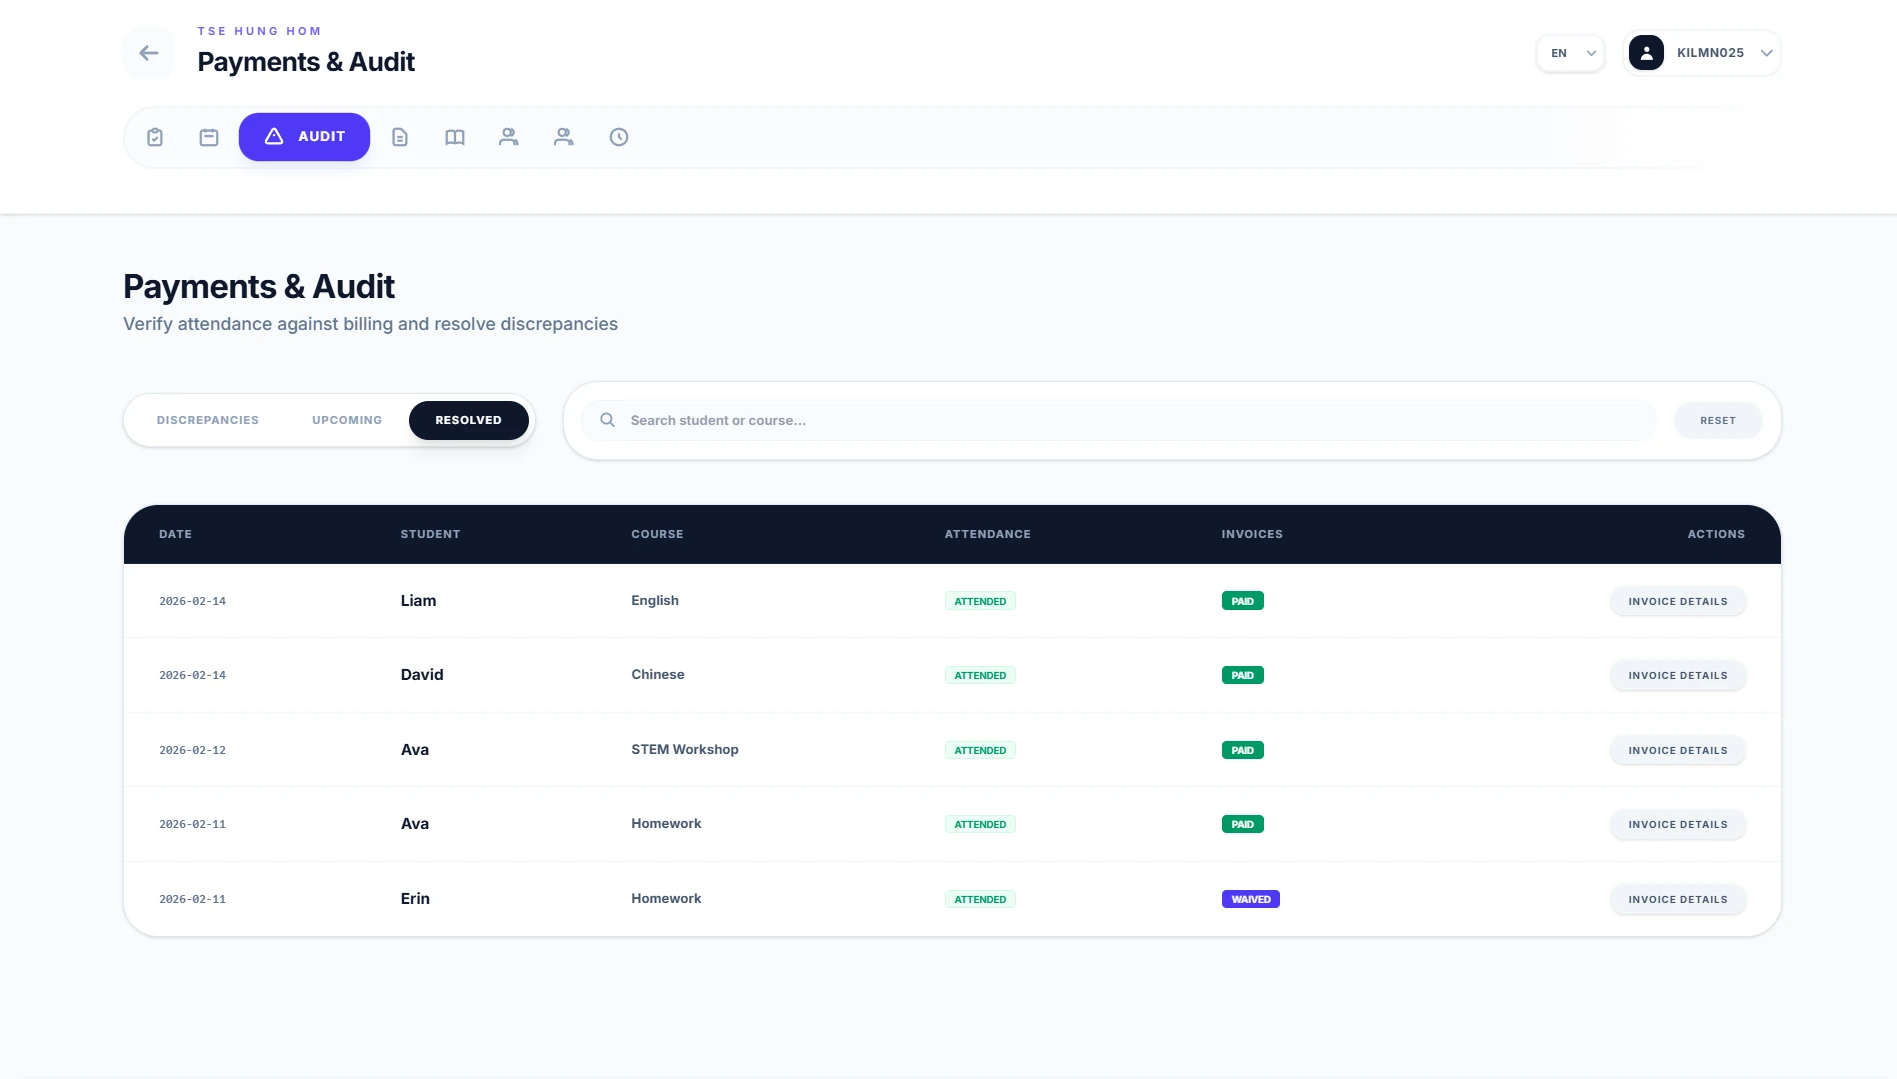 TSE HUNG HOM
Payments & Audit
EN
KILMN025
AUDIT
Payments & Audit
Verify attendance against billing and resolve discrepancies
DISCREPANCIES UPCOMING RESOLVED
Search student or course...
RESET
DATE STUDENT COURSE ATTENDANCE INVOICES ACTIONS
2026-02-14 Liam English ATTENDED PAID INVOICE DETAILS
2026-02-14 David Chinese ATTENDED PAID INVOICE DETAILS
2026-02-12 Ava STEM Workshop ATTENDED PAID INVOICE DETAILS
2026-02-11 Ava Homework ATTENDED PAID INVOICE DETAILS
2026-02-11 Erin Homework ATTENDED WAIVED INVOICE DETAILS